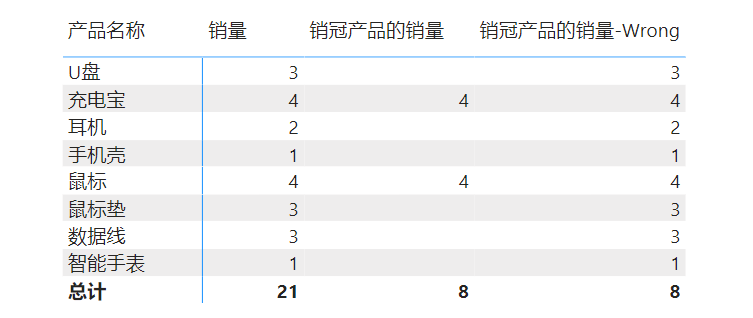 产品名称 销量 销冠产品的销量 销冠产品的销量-Wrong
U盘 3 3
充电宝 4 4 4
耳机 2 2
手机壳 1 1
鼠标 4 4 4
鼠标垫 3 3
数据线 3 3
智能手表 1 1
总计 21 8 8